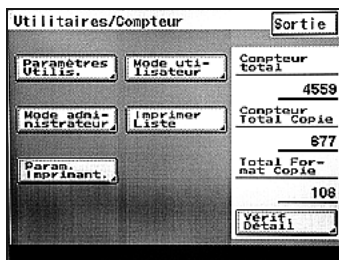 Utilitaires/Compteur
Sortie
Paramètres
Utilis.
Mode uti-
lisateur
Compteur
total
4559
Mode admi-
nistrateur
Imprimer
Liste
Compteur
Total Copie
677
Param.
Imprimant.
Total For-
mat Copie
108
Vérif.
Détail